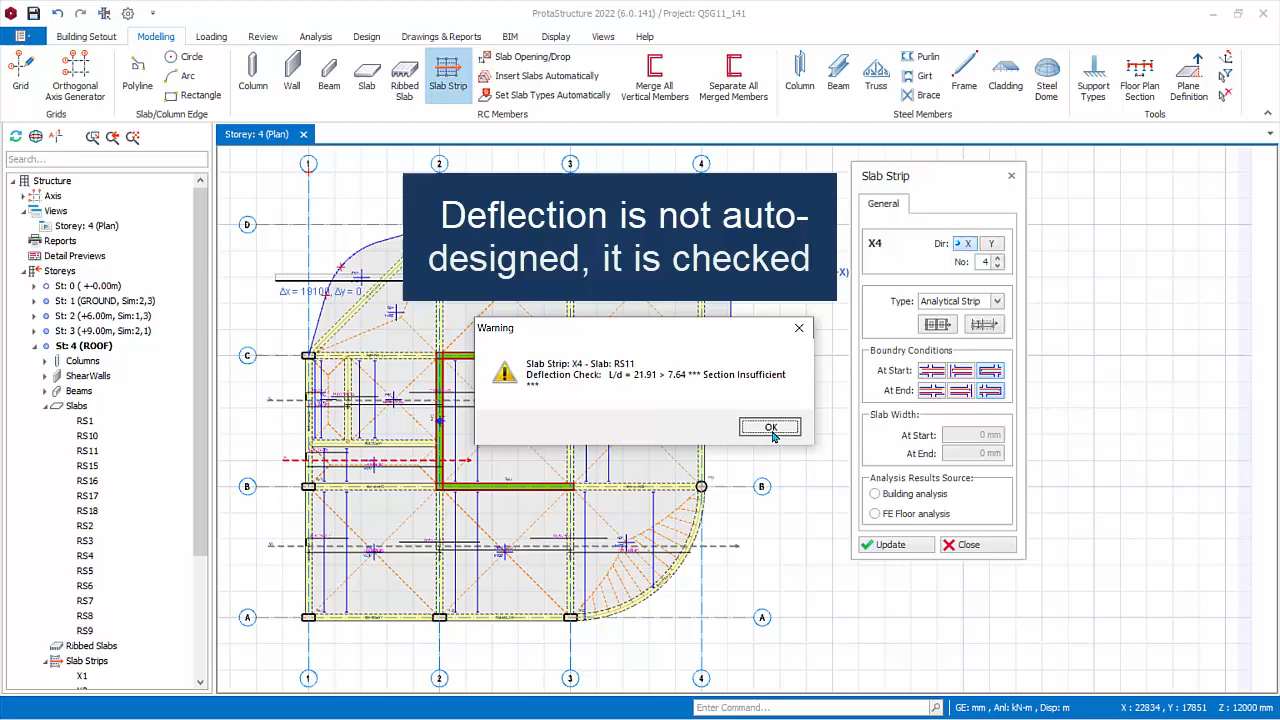 ProtaStructure 2022 (6.0.141) / Project: QSG11_141
Building Setout
Modelling
Loading
Review
Analysis
Design
Drawings & Reports
BIM
Display
Views
Help
Grid
Orthogonal
Axis Generator
Grids
Polyline
Circle
Arc
Rectangle
Slab/Column Edge
Column
Wall
Beam
Slab
Ribbed
Slab
Slab Strip
Slab Opening/Drop
Insert Slabs Automatically
Set Slab Types Automatically
RC Members
Merge All
Vertical Members
Separate All
Merged Members
Column
Beam
Truss
Purlin
Girt
Brace
Frame
Cladding
Steel
Dome
Steel Members
Support
Types
Floor Plan
Section
Plane
Definition
Tools
Search...
Structure
Axis
Views
Storey: 4 (Plan)
Reports
Detail Previews
Storeys
St: 0 ( +-0.00m)
St: 1 (GROUND, Sim:2,3)
St: 2 (+6.00m, Sim:1,3)
St: 3 (+9.00m, Sim:2,1)
St: 4 (ROOF)
Columns
ShearWalls
Beams
Slabs
RS1
RS10
RS11
RS15
RS16
RS17
RS18
RS2
RS3
RS4
RS5
RS6
RS7
RS8
RS9
Ribbed Slabs
Slab Strips
X1
Storey: 4 (Plan)
1
2
3
4
D
C
B
A
B
A
1
2
3
4
Δx = 19100, Δy = 0
X)
Deflection is not auto-
designed, it is checked
Warning
Slab Strip: X4 - Slab: RS11
Deflection Check: L/d = 21.91 > 7.64 *** Section Insufficient
***
OK
Slab Strip
General
X4
Dir: X Y
No: 4
Type: Analytical Strip
Boundary Conditions
At Start:
At End:
Slab Width:
At Start: 0 mm
At End: 0 mm
Analysis Results Source:
Building analysis
FE Floor analysis
Update
Close
Enter Command...
GE: mm , Anl: kN-m , Disp: m
X : 22834 , Y : 17851
Z : 12000 mm